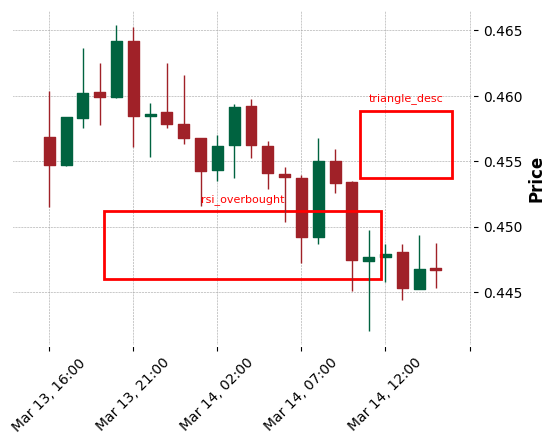 0.465
0.460
triangle_desc
0.455
rsi_overbought
0.450
0.445
Price
Mar 13, 16:00
Mar 13, 21:00
Mar 14, 02:00
Mar 14, 07:00
Mar 14, 12:00